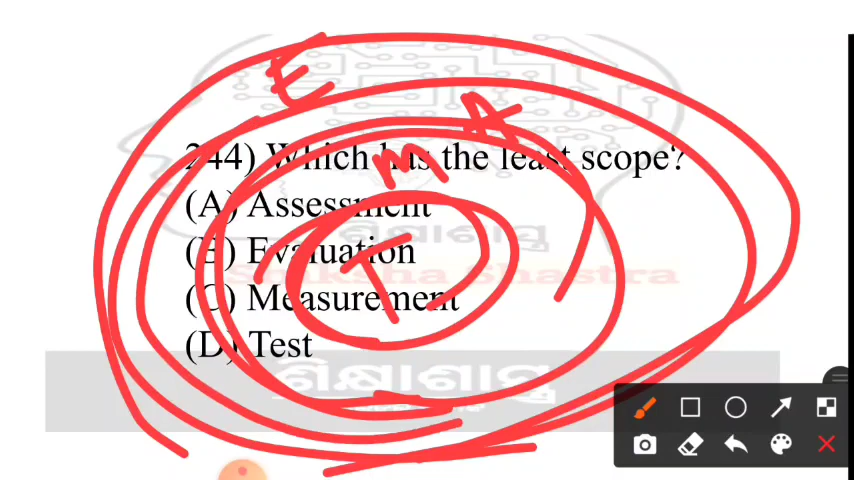 E
A
244) Which has the least scope?
M
(A) Assessment
ଶିକ୍ଷାଶାସ୍ତ୍ର
(B) Evaluation
T
Shiksha Shastra
(C) Measurement
(D) Test
ଶିକ୍ଷାଶାସ୍ତ୍ର